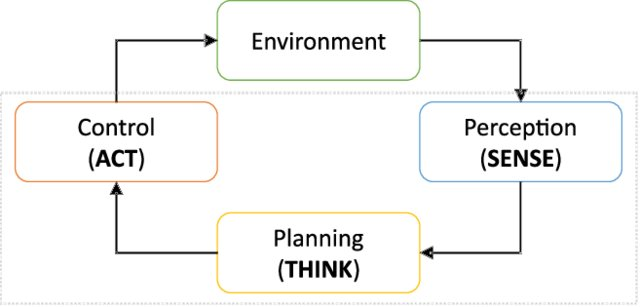 Environment
Control
(ACT)
Perception
(SENSE)
Planning
(THINK)